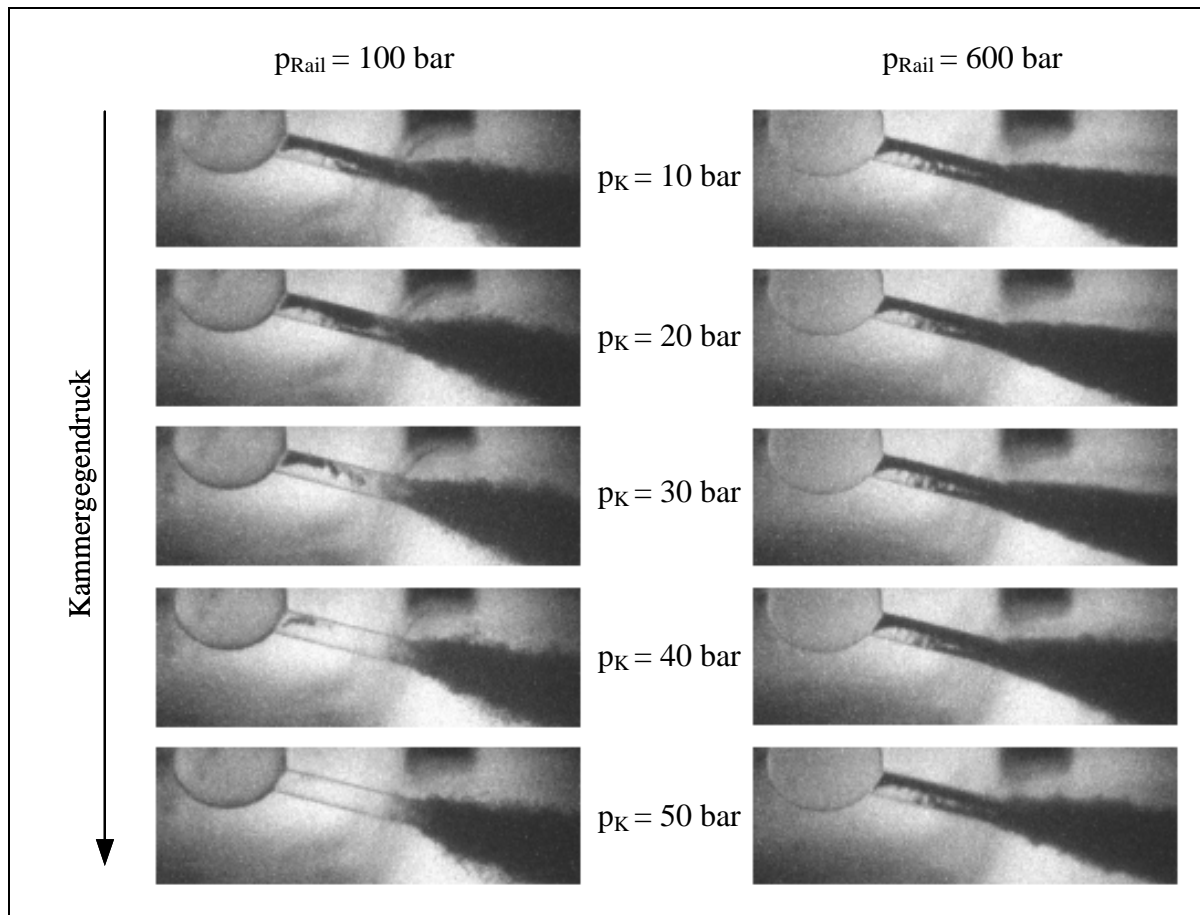 p_Rail = 100 bar
p_Rail = 600 bar
Kammergegendruck
p_K = 10 bar
p_K = 20 bar
p_K = 30 bar
p_K = 40 bar
p_K = 50 bar